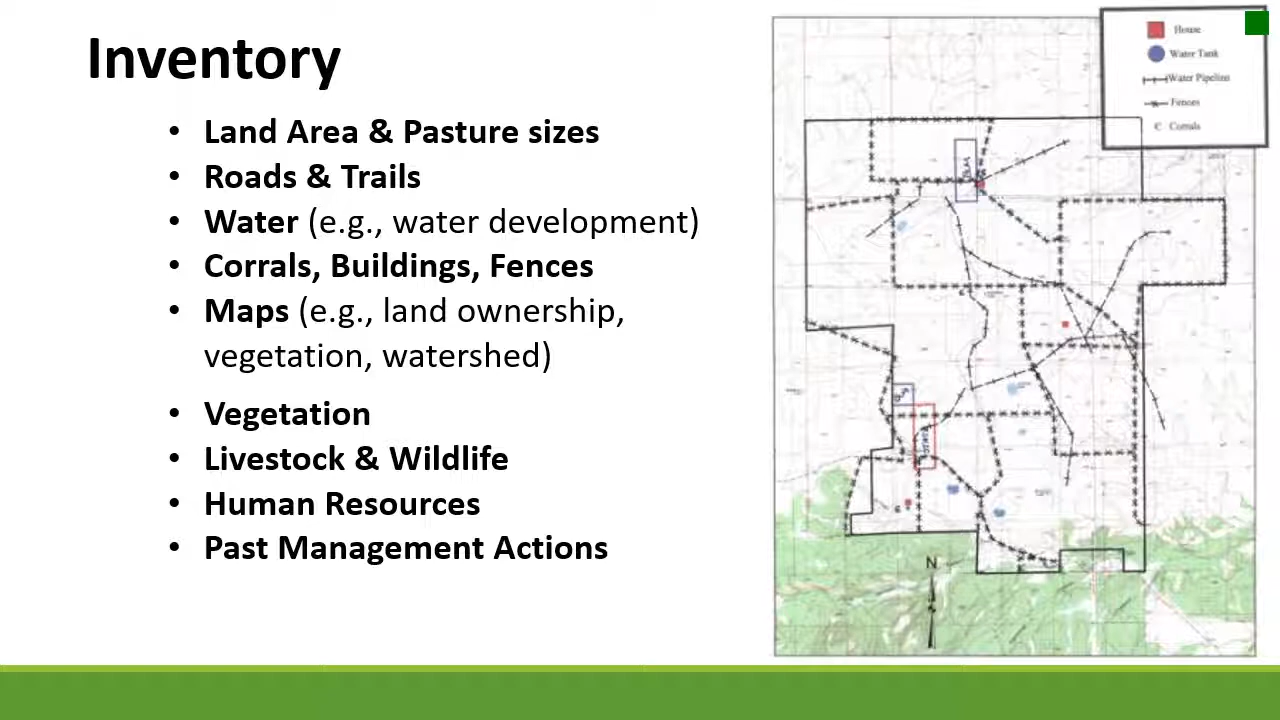 Inventory
• Land Area & Pasture sizes
• Roads & Trails
• Water (e.g., water development)
• Corrals, Buildings, Fences
• Maps (e.g., land ownership,
vegetation, watershed)
• Vegetation
• Livestock & Wildlife
• Human Resources
• Past Management Actions
House
Water Tank
Water Pipeline
Fences
C Corrals
N